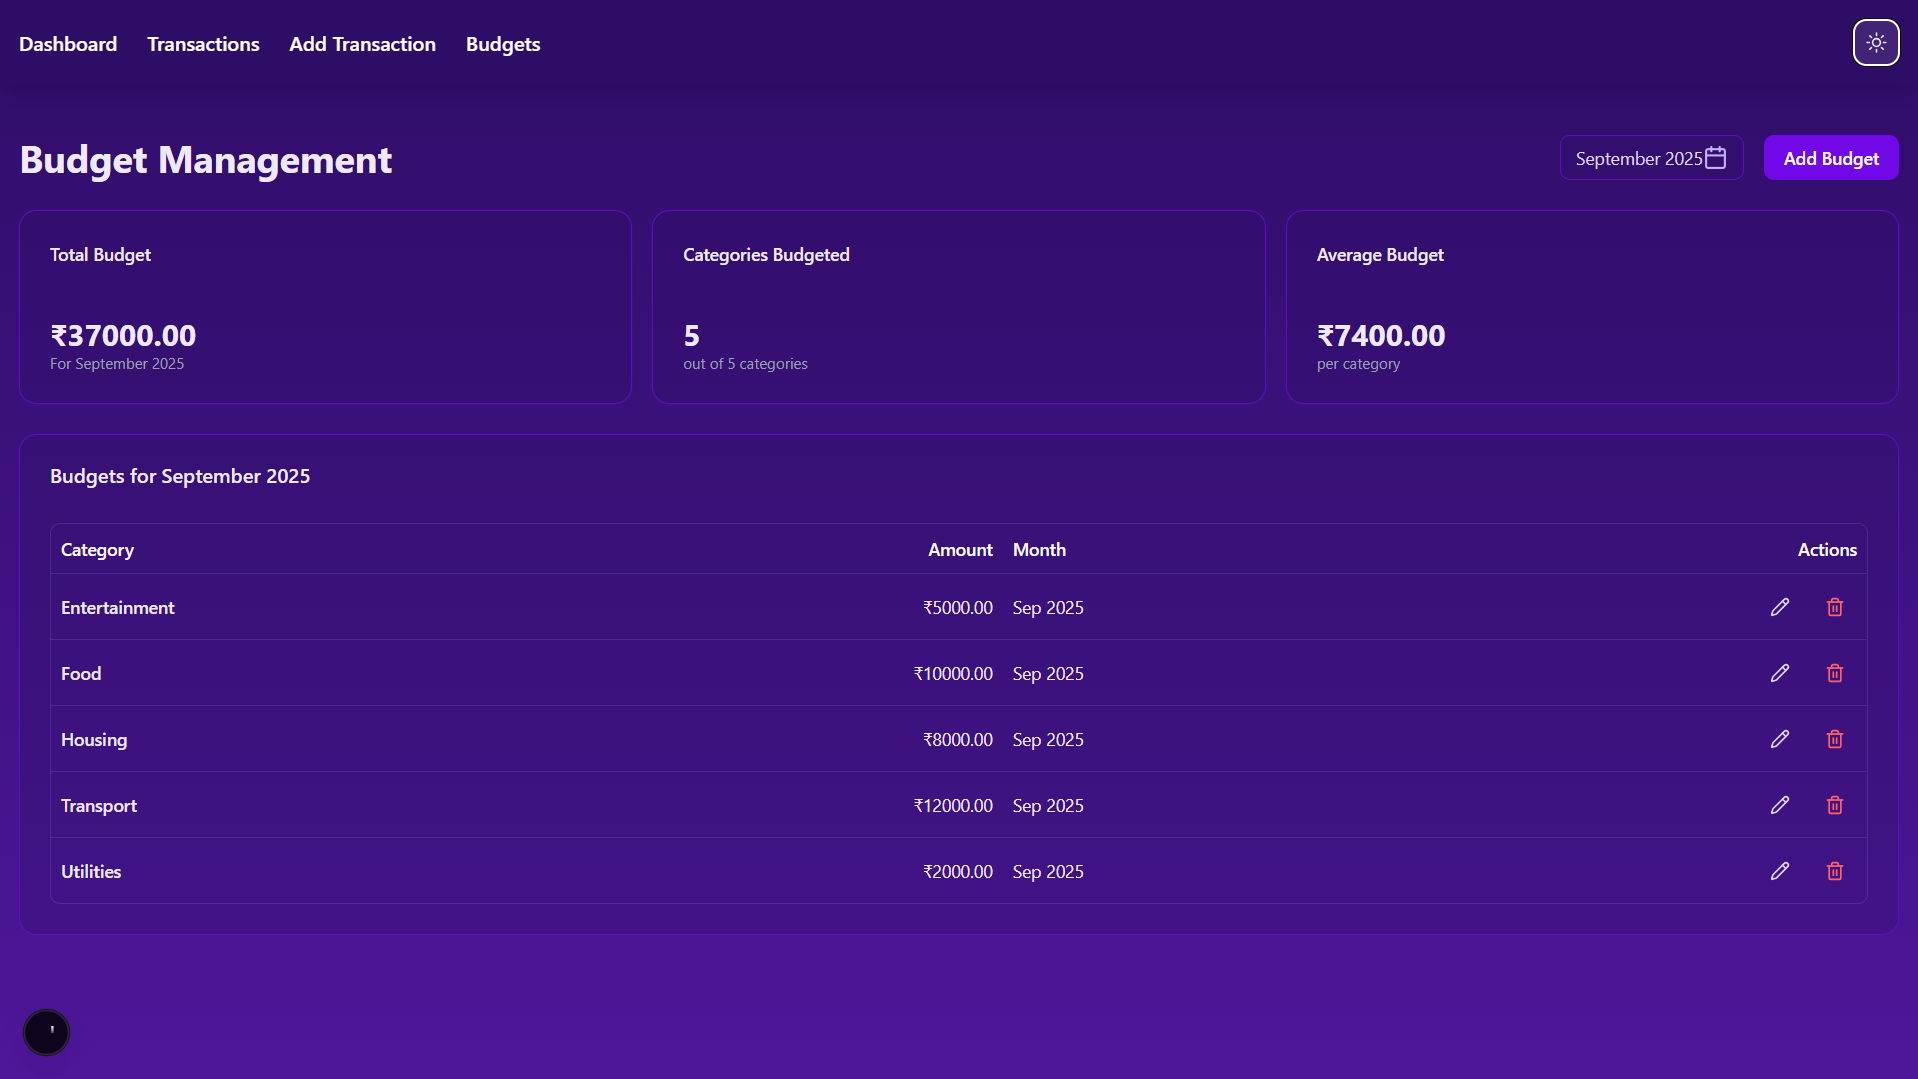 Dashboard Transactions Add Transaction Budgets
Budget Management
September 2025 Add Budget
Total Budget
₹37000.00
For September 2025
Categories Budgeted
5
out of 5 categories
Average Budget
₹7400.00
per category
Budgets for September 2025
Category Amount Month Actions
Entertainment ₹5000.00 Sep 2025
Food ₹10000.00 Sep 2025
Housing ₹8000.00 Sep 2025
Transport ₹12000.00 Sep 2025
Utilities ₹2000.00 Sep 2025